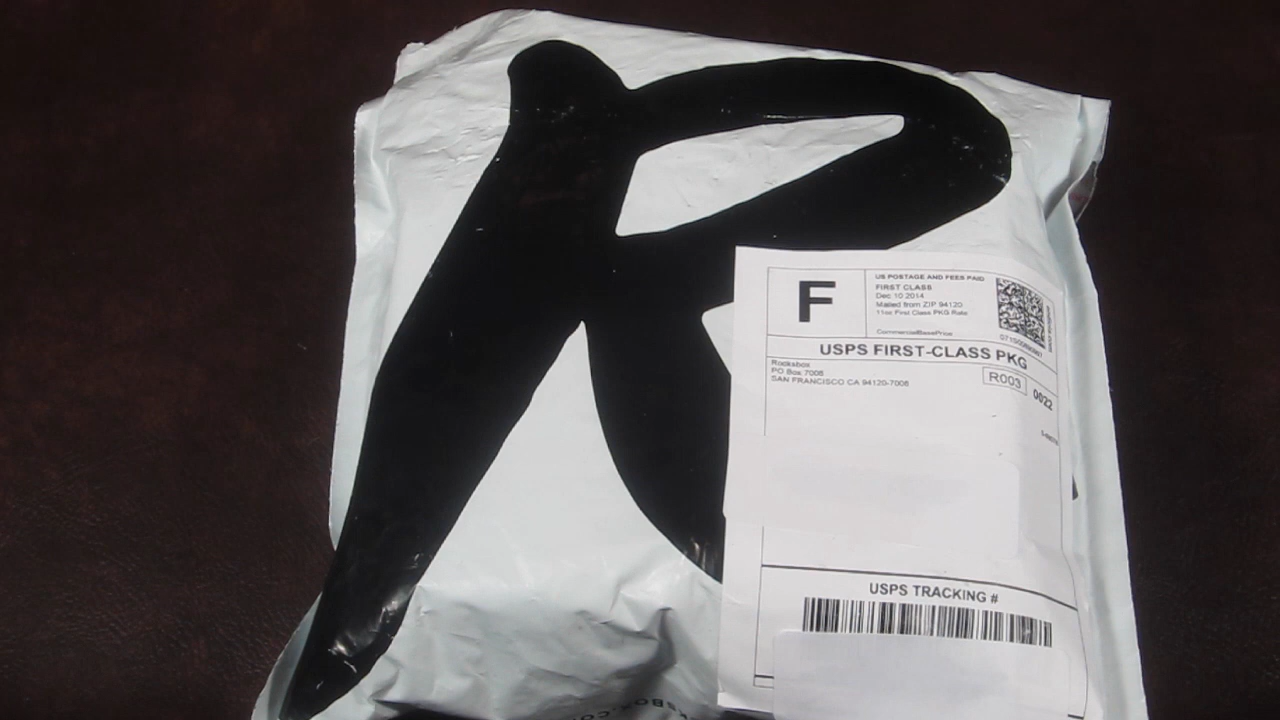 R
F
US POSTAGE AND FEES PAID
FIRST CLASS
Dec 10 2014
Mailed from ZIP 94120
11oz First Class PKG Rate
CommercialBasePrice
USPS FIRST-CLASS PKG
Rocksbox
PO Box 7008
SAN FRANCISCO CA 94120-7008
R003
0022
USPS TRACKING #